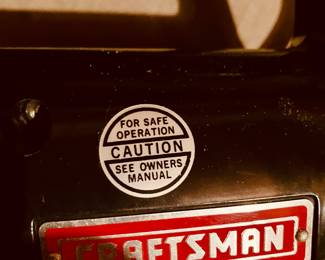 FOR SAFE
OPERATION
CAUTION
SEE OWNERS
MANUAL
CRAFTSMAN